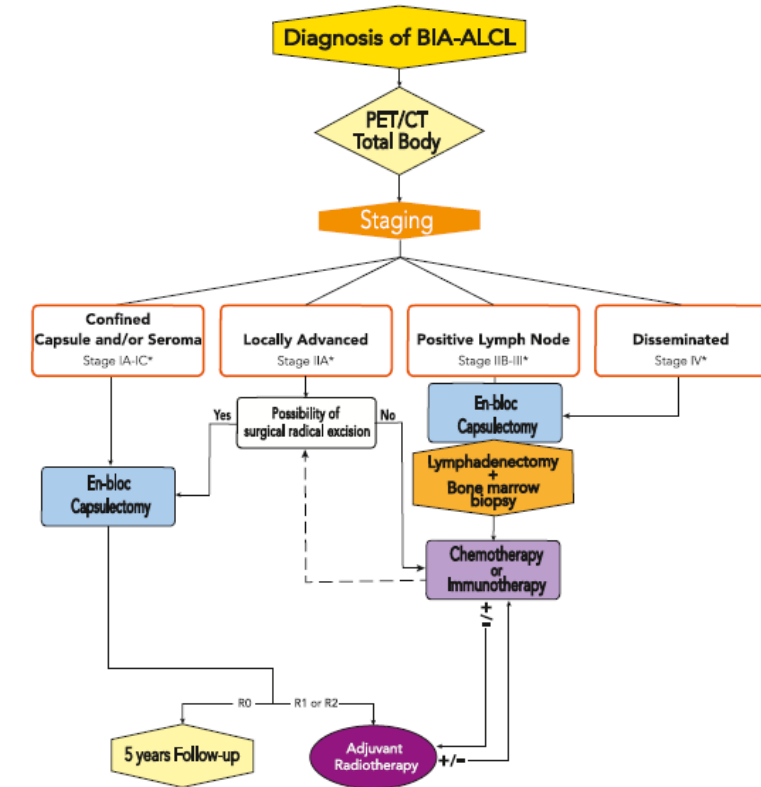 Diagnosis of BIA-ALCL
PET/CT
Total Body
Staging
Confined
Capsule and/or Seroma
Stage IA-IC*
Locally Advanced
Stage IIA*
Positive Lymph Node
Stage IIB-III*
Disseminated
Stage IV*
Yes
Possibility of
surgical radical excision
No
En-bloc
Capsulectomy
En-bloc
Capsulectomy
Lymphadenectomy
+
Bone marrow
biopsy
Chemotherapy
or
Immunotherapy
-/+
R0
R1 or R2
5 years Follow-up
Adjuvant
Radiotherapy
+/-